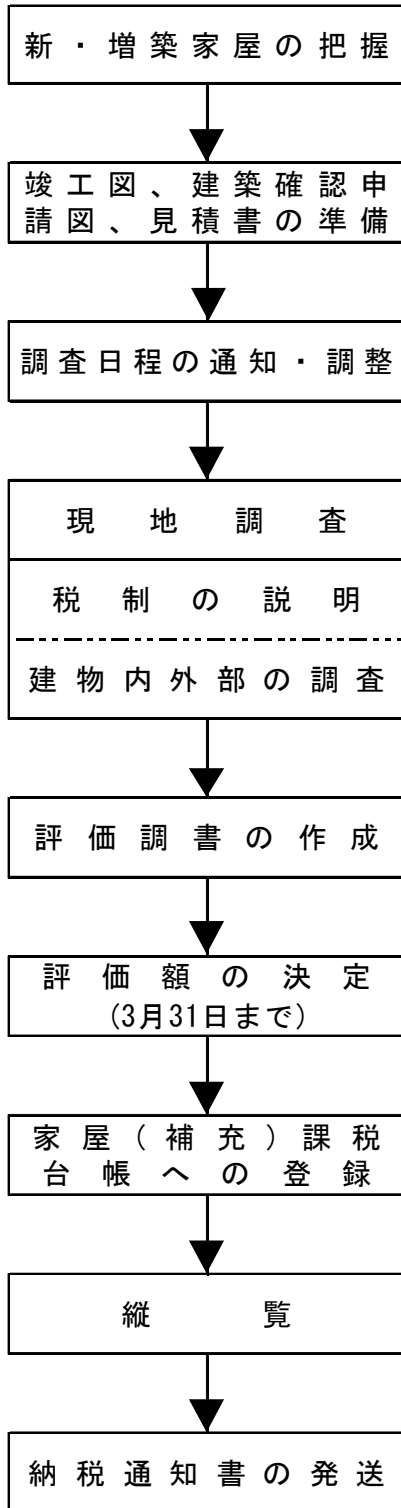 新・増築家屋の把握
竣工図、建築確認申
請図、見積書の準備
調査日程の通知・調整
現地調査
税制の説明
建物内外部の調査
評価調書の作成
評価額の決定
(3月31日まで)
家屋(補充)課税
台帳への登録
縦覧
納税通知書の発送